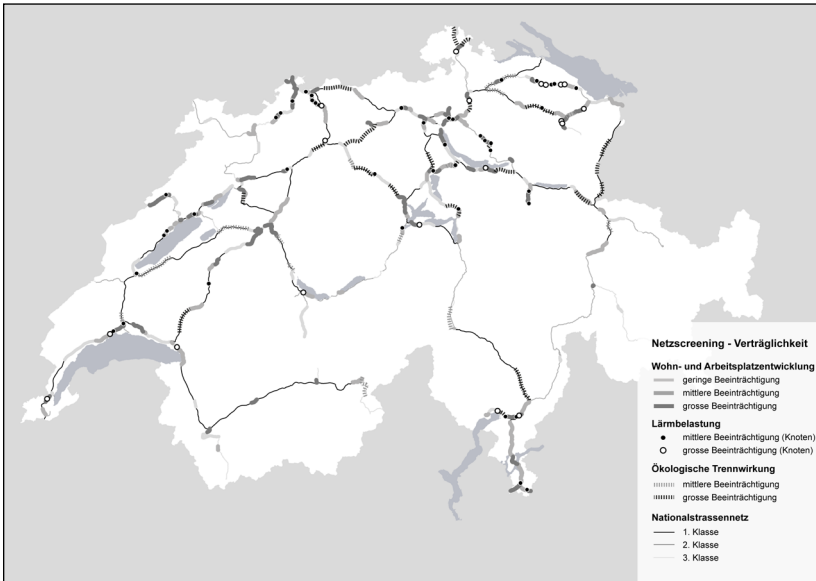 Netzscreening - Verträglichkeit
Wohn- und Arbeitsplatzentwicklung
geringe Beeinträchtigung
mittlere Beeinträchtigung
grosse Beeinträchtigung
Lärmbelastung
mittlere Beeinträchtigung (Knoten)
grosse Beeinträchtigung (Knoten)
Ökologische Trennwirkung
mittlere Beeinträchtigung
grosse Beeinträchtigung
Nationalstrassennetz
1. Klasse
2. Klasse
3. Klasse